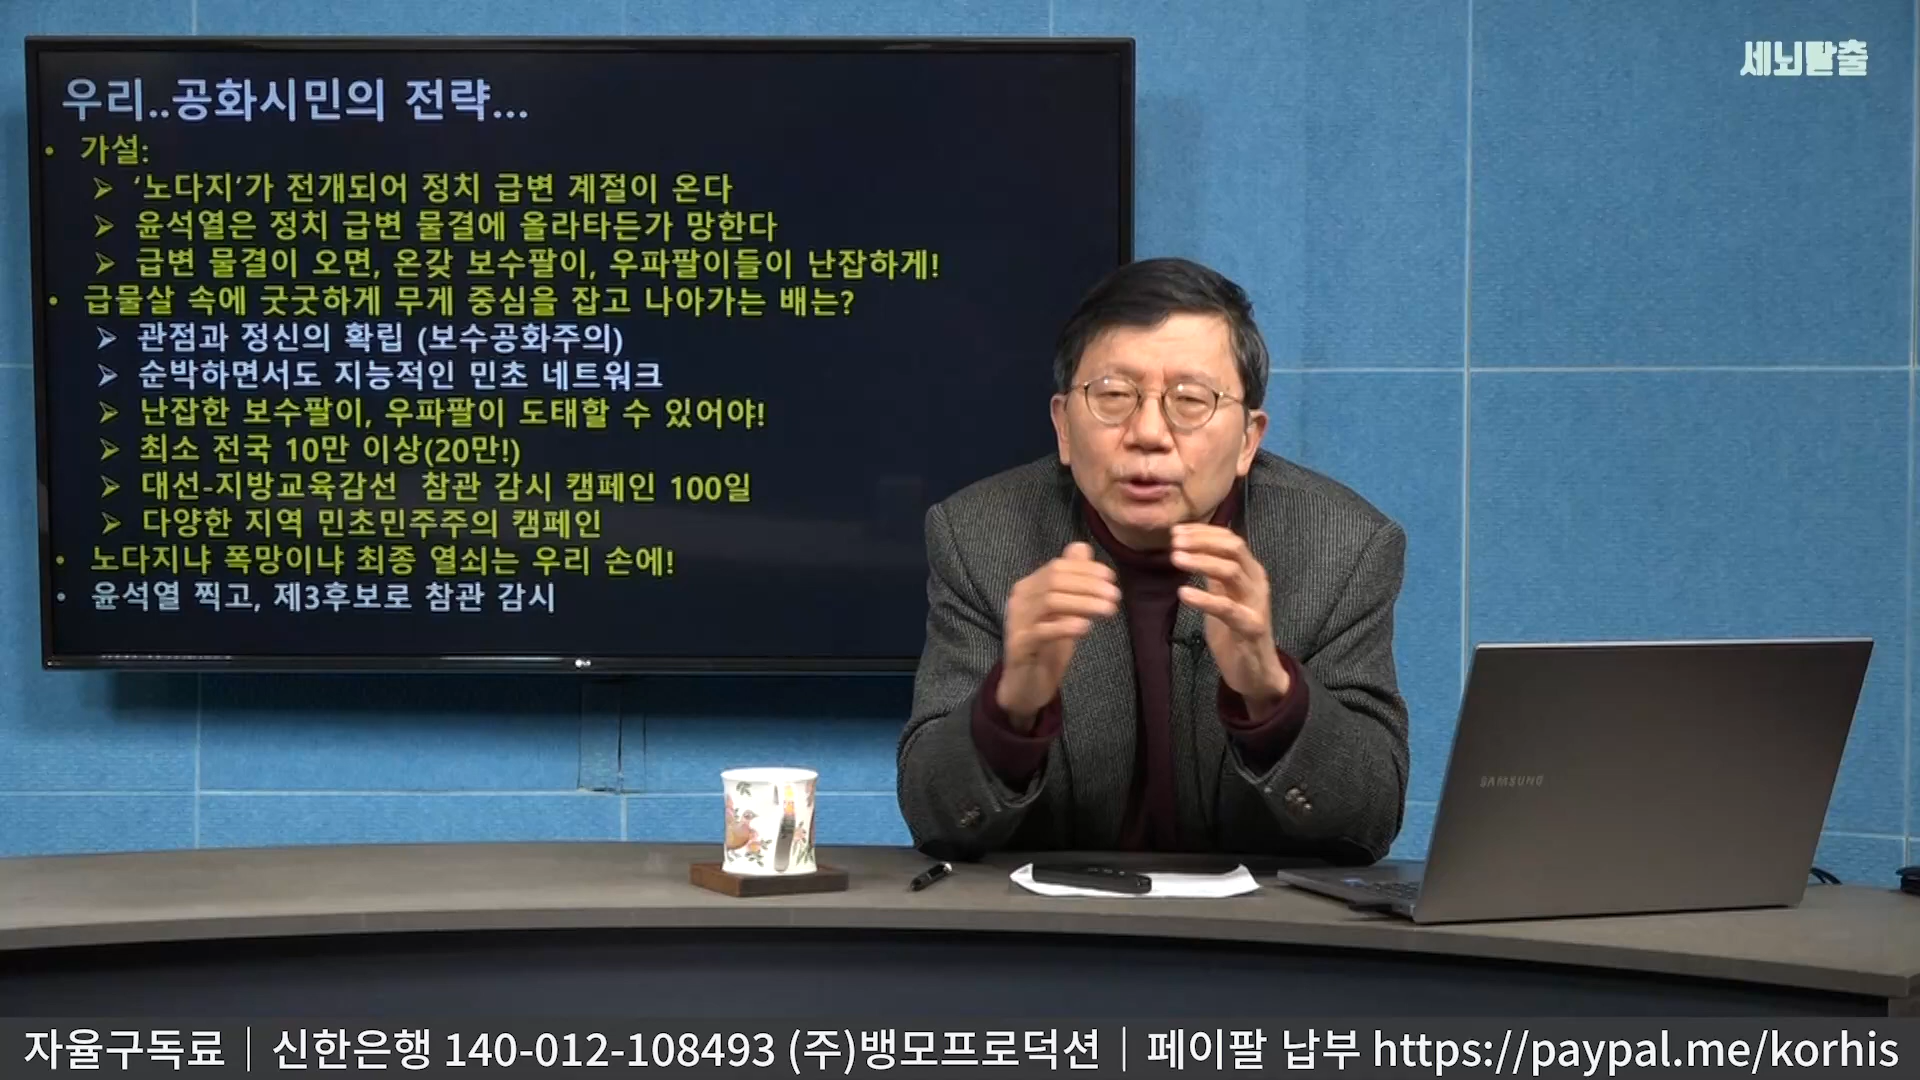 세뇌탈출
우리..공화시민의 전략...
• 가설:
➢ ‘노다지’가 전개되어 정치 급변 계절이 온다
➢ 윤석열은 정치 급변 물결에 올라타든가 망한다
➢ 급변 물결이 오면, 온갖 보수팔이, 우파팔이들이 난잡하게!
• 급물살 속에 굿굿하게 무게 중심을 잡고 나아가는 배는?
➢ 관점과 정신의 확립 (보수공화주의)
➢ 순박하면서도 지능적인 민초 네트워크
➢ 난잡한 보수팔이, 우파팔이 도태할 수 있어야!
➢ 최소 전국 10만 이상(20만!)
➢ 대선-지방교육감선 참관 감시 캠페인 100일
➢ 다양한 지역 민초민주주의 캠페인
• 노다지냐 폭망이냐 최종 열쇠는 우리 손에!
• 윤석열 찍고, 제3후보로 참관 감시
LG
SAMSUNG
자율구독료 | 신한은행 140-012-108493 (주)뱅모프로덕션 | 페이팔 납부 https://paypal.me/korhis